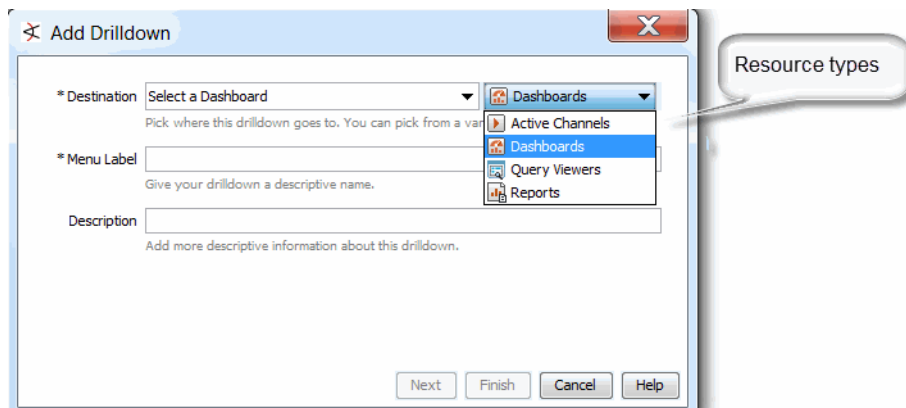 Add Drilldown
Resource types
* Destination Select a Dashboard Dashboards
Pick where this drilldown goes to. You can pick from a var
Active Channels
Dashboards
* Menu Label
Query Viewers
Give your drilldown a descriptive name.
Reports
Description
Add more descriptive information about this drilldown.
Next Finish Cancel Help